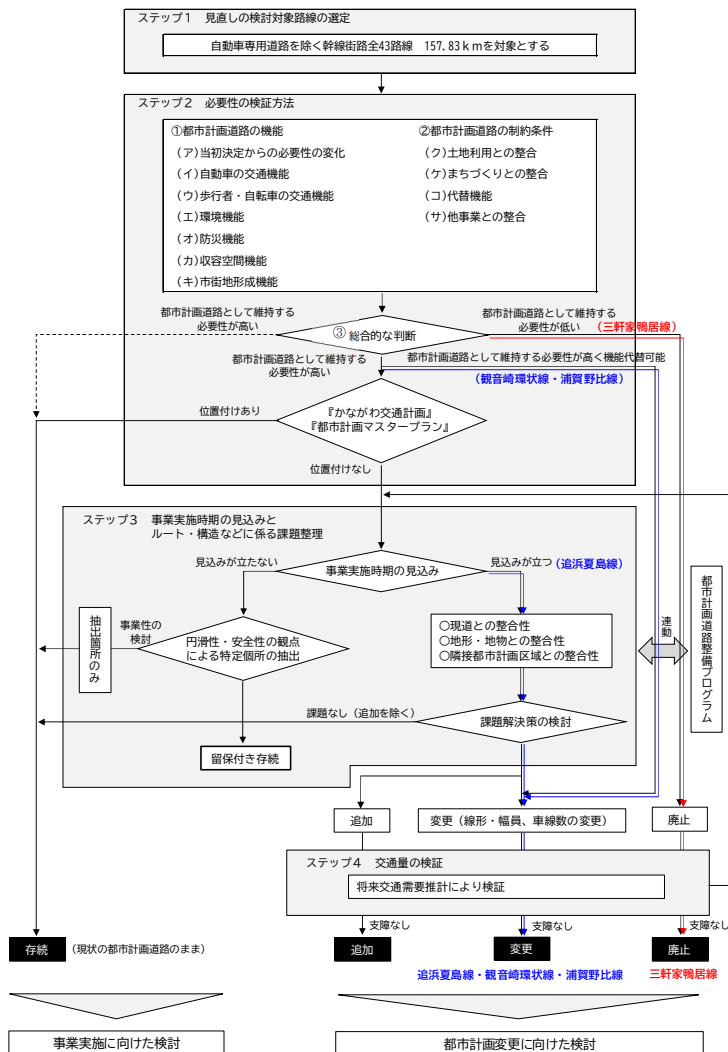 ステップ1 見直しの検討対象路線の選定
自動車専用道路を除く幹線街路全43路線 157.83kmを対象とする
ステップ2 必要性の検証方法
①都市計画道路の機能
(ア)当初決定からの必要性の変化
(イ)自動車の交通機能
(ウ)歩行者・自転車の交通機能
(エ)環境機能
(オ)防災機能
(カ)収容空間機能
(キ)市街地形成機能
②都市計画道路の制約条件
(ク)土地利用との整合
(ケ)まちづくりとの整合
(コ)代替機能
(サ)他事業との整合
都市計画道路として維持する
必要性が高い
③総合的な判断
都市計画道路として維持する
必要性が低い
(三軒家鴨居線)
都市計画道路として維持する
必要性が高い
都市計画道路として維持する必要性が高く機能代替可能
(観音崎環状線・浦賀野比線)
位置付けあり
『かながわ交通計画』
『都市計画マスタープラン』
位置付けなし
ステップ3 事業実施時期の見込みと
ルート・構造などに係る課題整理
見込みが立たない
事業実施時期の見込み
見込みが立つ
(追浜夏島線)
抽出箇所のみ
事業性の
検討
円滑性・安全性の観点
による特定個所の抽出
○現道との整合性
○地形・地物との整合性
○隣接都市計画区域との整合性
連動
都市計画道路整備プログラム
課題なし(追加を除く)
課題解決策の検討
留保付き存続
追加
変更(線形・幅員、車線数の変更)
廃止
ステップ4 交通量の検証
将来交通需要推計により検証
支障なし
支障なし
支障なし
存続
(現状の都市計画道路のまま)
追加
変更
廃止
追浜夏島線・観音崎環状線・浦賀野比線
三軒家鴨居線
事業実施に向けた検討
都市計画変更に向けた検討